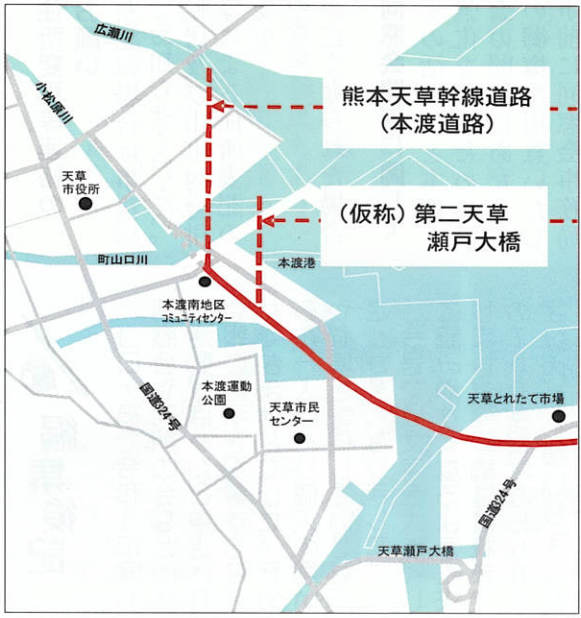 広瀬川
小松原川
熊本天草幹線道路
(本渡道路)
天草
市役所
(仮称)第二天草
瀬戸大橋
町山口川
本渡港
本渡南地区
コミュニティセンター
国道324号
本渡運動
公園
天草市民
センター
天草とれたて市場
国道324号
天草瀬戸大橋